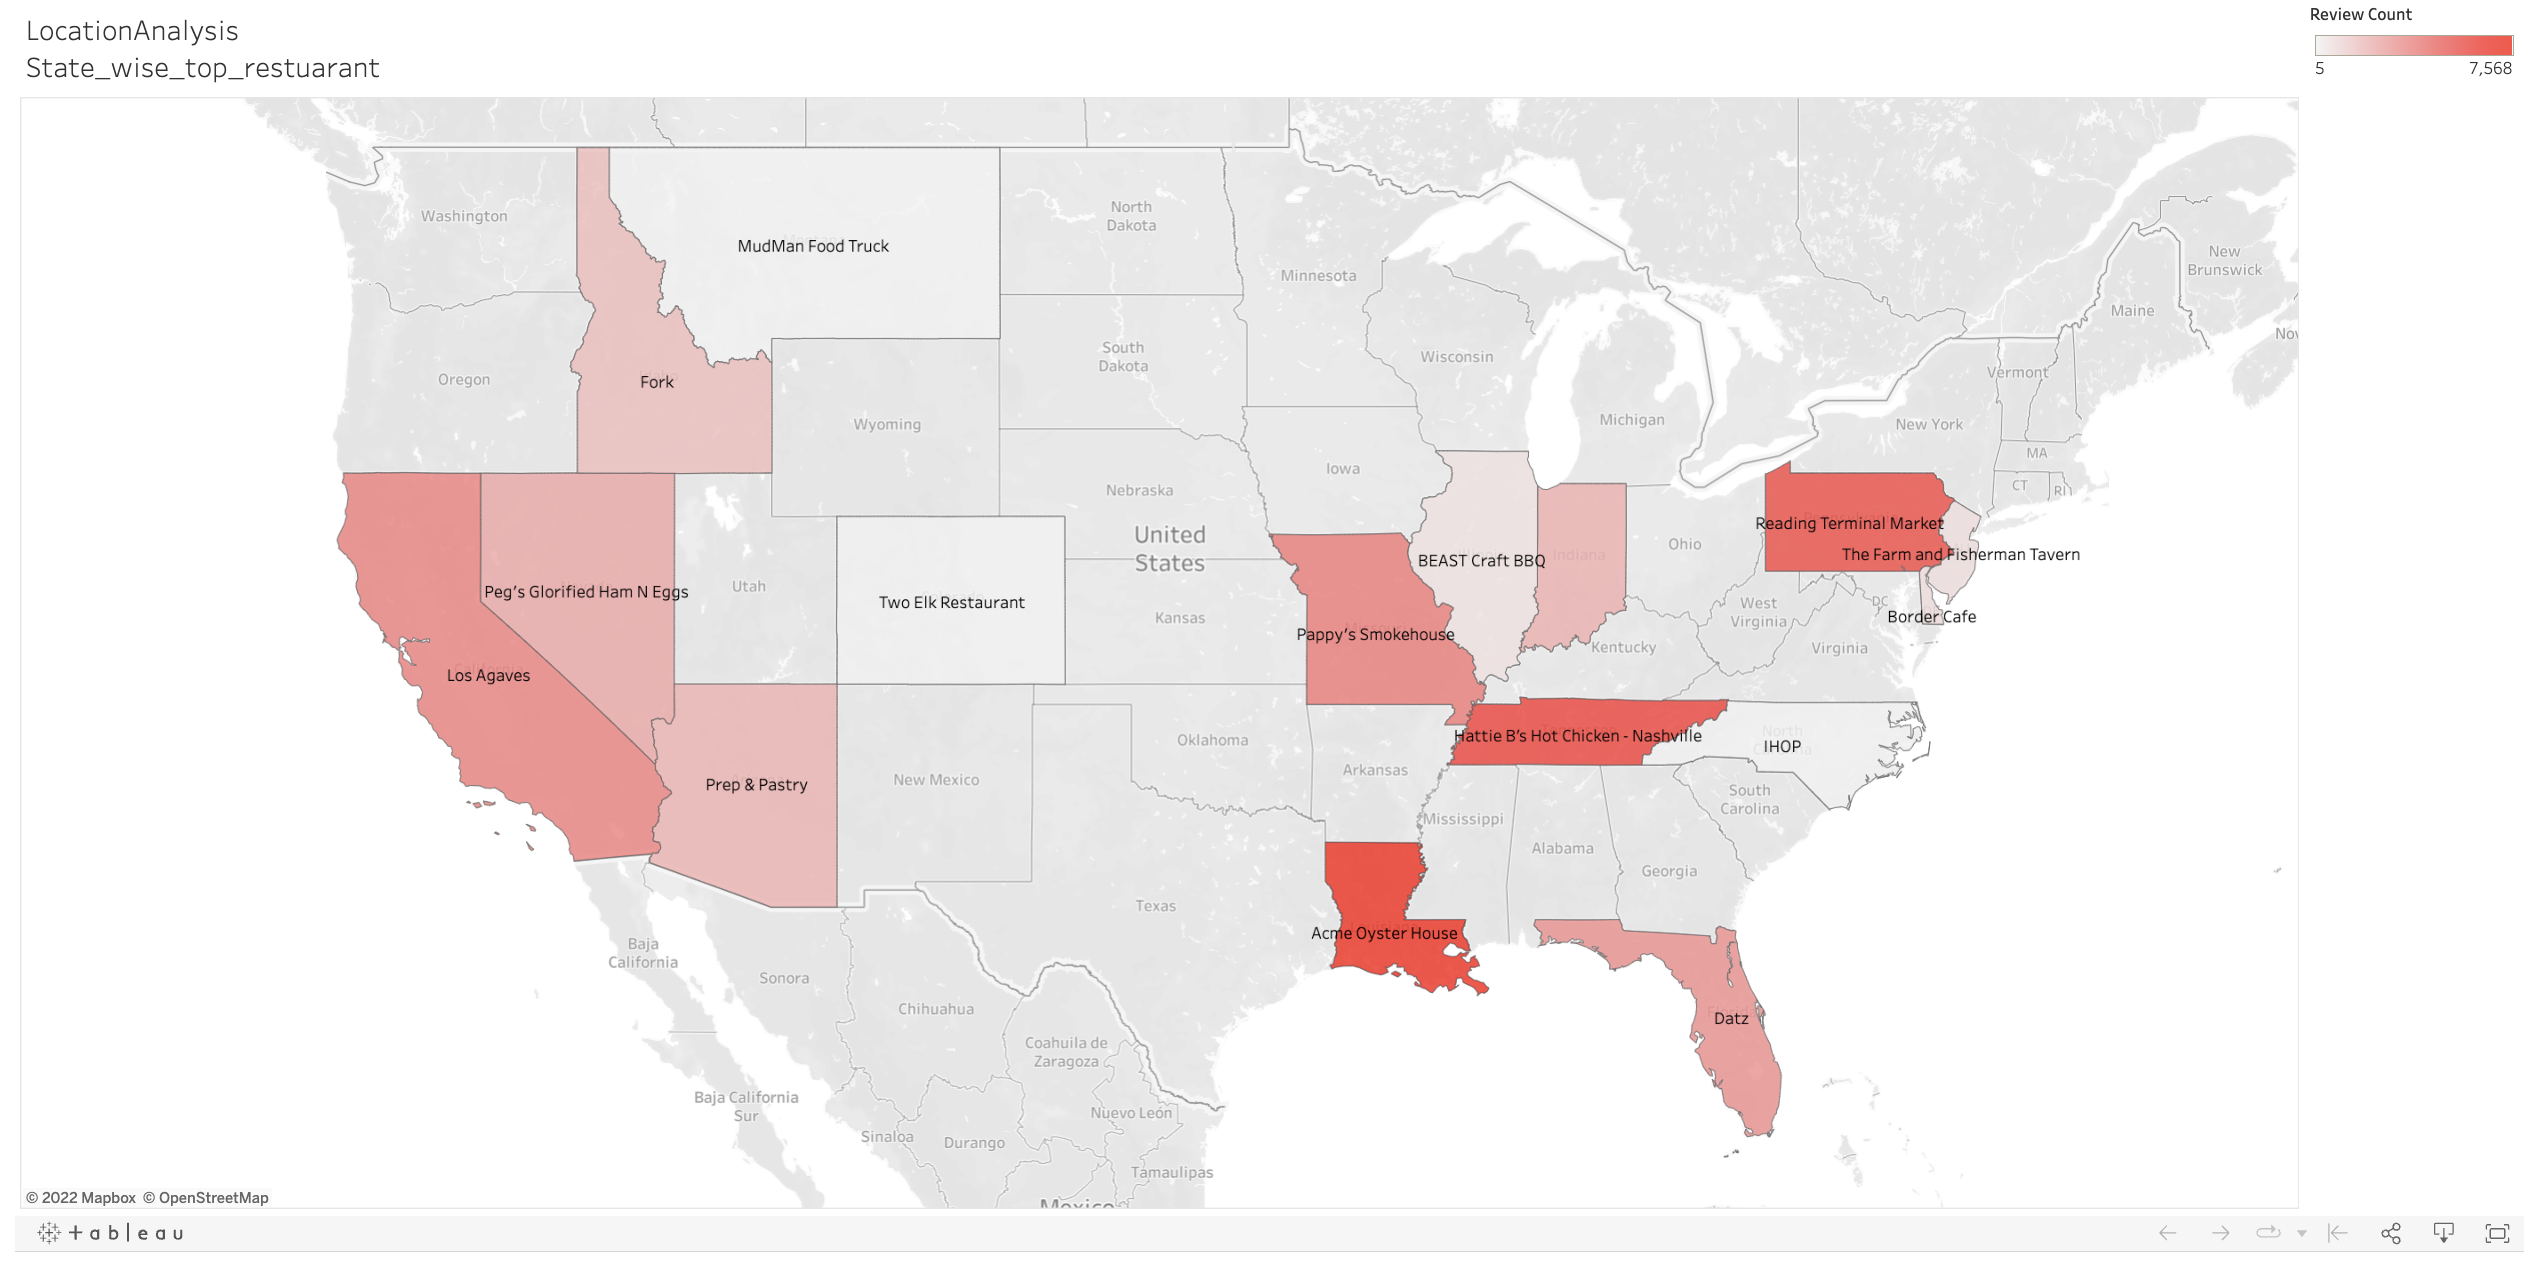 LocationAnalysis
State_wise_top_restuarant
Review Count
5
7,568
Washington
North
Dakota
MudMan Food Truck
Minnesota
New
Brunswick
Maine
South
Dakota
Wisconsin
Vermont
Oregon
Fork
Wyoming
Michigan
New York
MA
Iowa
Nebraska
CT
RI
Reading Terminal Market
United
States
Ohio
The Farm and Fisherman Tavern
BEAST Craft BBQ
Indiana
Utah
Peg's Glorified Ham N Eggs
Two Elk Restaurant
Kansas
West
Virginia
DC
Border Cafe
Pappy's Smokehouse
Kentucky
Virginia
California
Los Agaves
Hattie B's Hot Chicken - Nashville
North
IHOP
Oklahoma
Arkansas
New Mexico
Prep & Pastry
South
Carolina
Mississippi
Alabama
Georgia
Texas
Acme Oyster House
Baja
California
Sonora
Chihuahua
Datz
Coahuila de
Zaragoza
Baja California
Sur
Nuevo León
Sinaloa
Durango
Tamaulipas
Mexico
© 2022 Mapbox © OpenStreetMap
+ableau